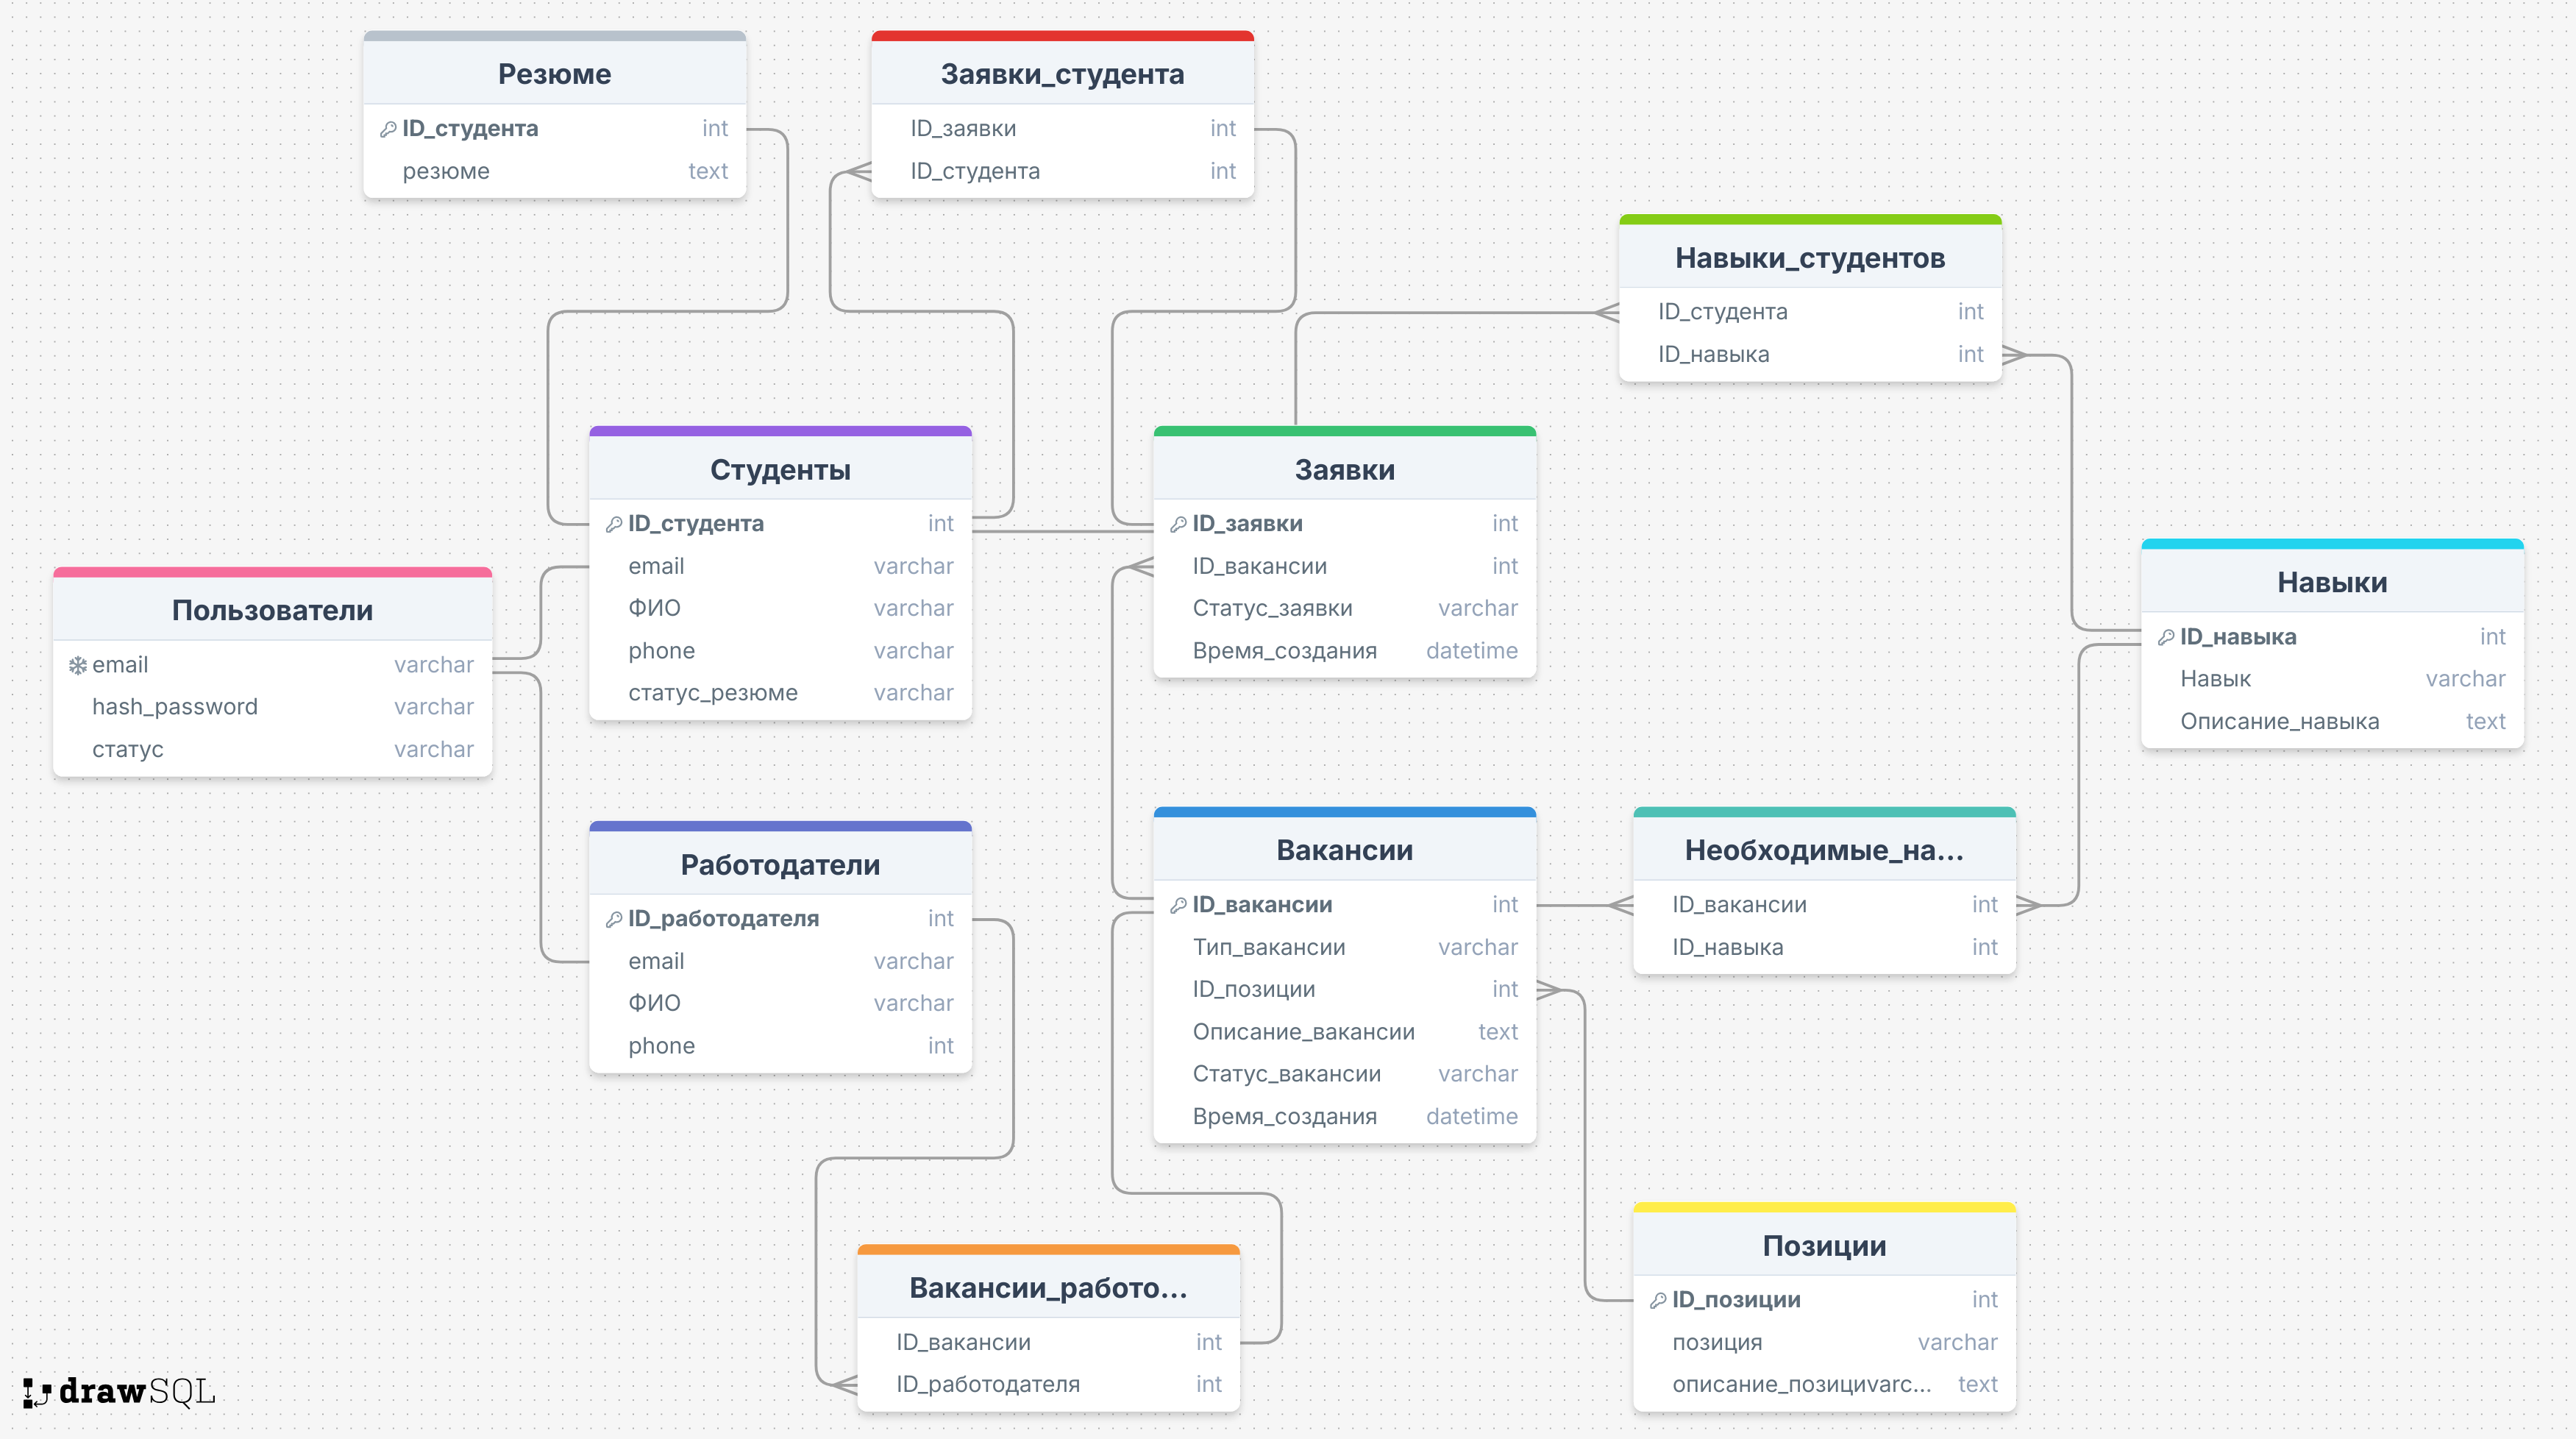 Резюме
ID_студента int
резюме text
Заявки_студента
ID_заявки int
ID_студента int
Навыки_студентов
ID_студента int
ID_навыка int
Студенты
ID_студента int
email varchar
ФИО varchar
phone varchar
статус_резюме varchar
Заявки
ID_заявки int
ID_вакансии int
Статус_заявки varchar
Время_создания datetime
Пользователи
email varchar
hash_password varchar
статус varchar
Навыки
ID_навыка int
Навык varchar
Описание_навыка text
Работодатели
ID_работодателя int
email varchar
ФИО varchar
phone int
Вакансии
ID_вакансии int
Тип_вакансии varchar
ID_позиции int
Описание_вакансии text
Статус_вакансии varchar
Время_создания datetime
Необходимые_на...
ID_вакансии int
ID_навыка int
Вакансии_работо...
ID_вакансии int
ID_работодателя int
Позиции
ID_позиции int
позиция varchar
описание_позициvarc... text
drawSQL